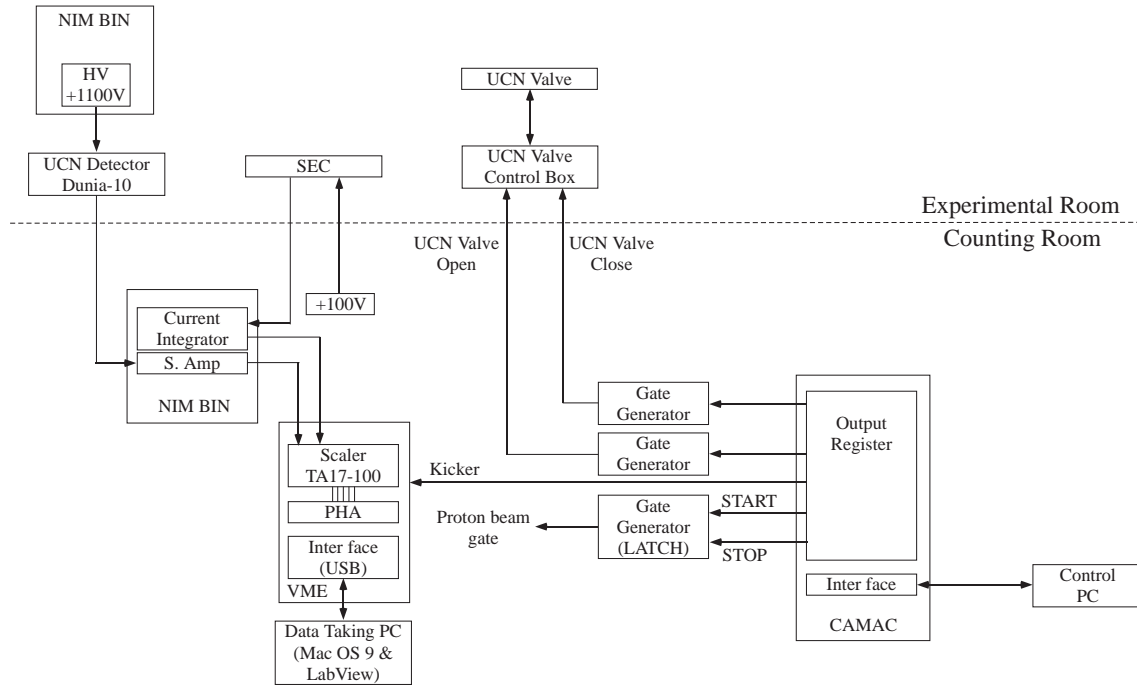 NIM BIN
HV
+1100V
UCN Detector
Dunia-10
SEC
UCN Valve
UCN Valve
Control Box
Experimental Room
Counting Room
UCN Valve
Open
UCN Valve
Close
+100V
Current
Integrator
S. Amp
NIM BIN
Scaler
TA17-100
PHA
Inter face
(USB)
VME
Data Taking PC
(Mac OS 9 &
LabView)
Kicker
Proton beam
gate
Gate
Generator
Gate
Generator
Gate
Generator
(LATCH)
START
STOP
Output
Register
Inter face
CAMAC
Control
PC